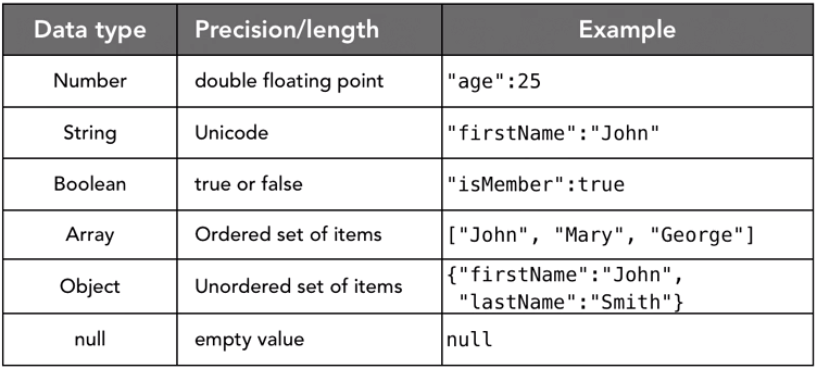 Data type Precision/length Example
Number double floating point "age":25
String Unicode "firstName":"John"
Boolean true or false "isMember":true
Array Ordered set of items ["John", "Mary", "George"]
Object Unordered set of items {"firstName":"John",
"lastName":"Smith"}
null empty value null